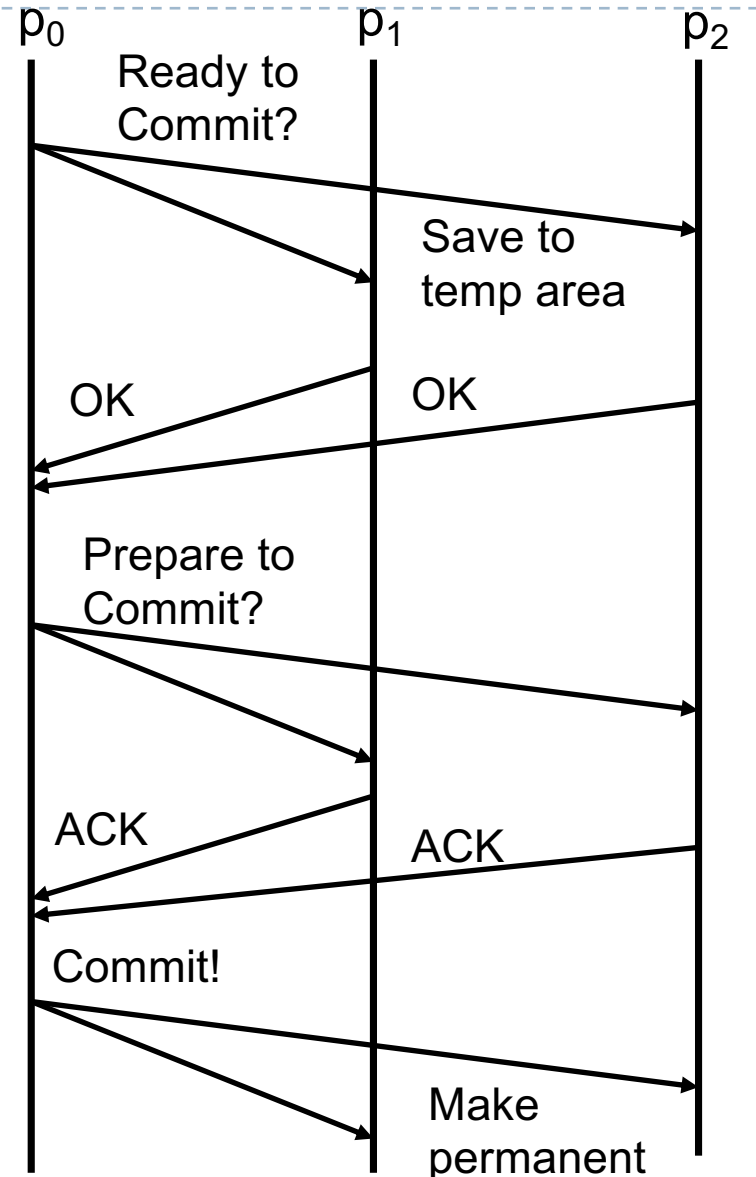 p₀ p₁ p₂
Ready to
Commit?
Save to
temp area
OK
OK
Prepare to
Commit?
ACK
ACK
Commit!
Make
permanent